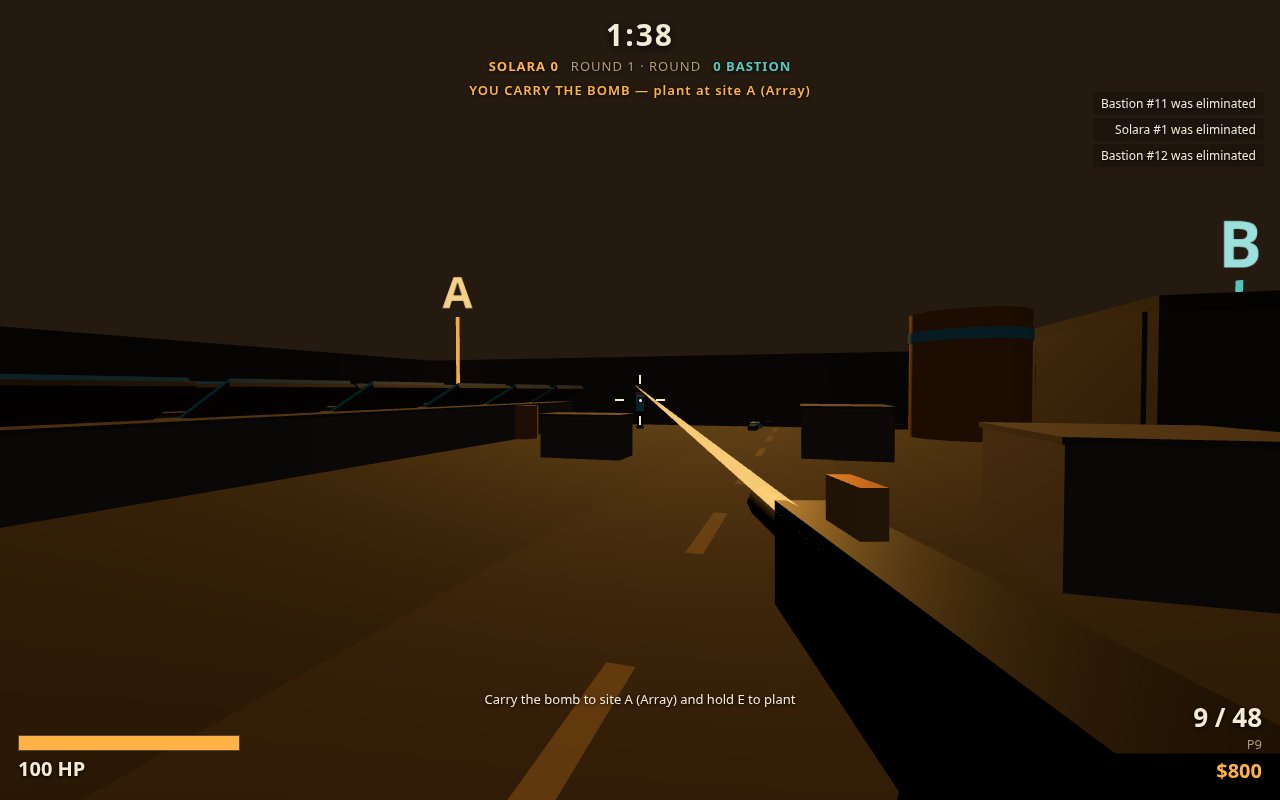 1:38
SOLARA 0 ROUND 1 · ROUND 0 BASTION
YOU CARRY THE BOMB — plant at site A (Array)
Bastion #11 was eliminated
Solara #1 was eliminated
Bastion #12 was eliminated
B
A
Carry the bomb to site A (Array) and hold E to plant
9 / 48
P9
100 HP
$800